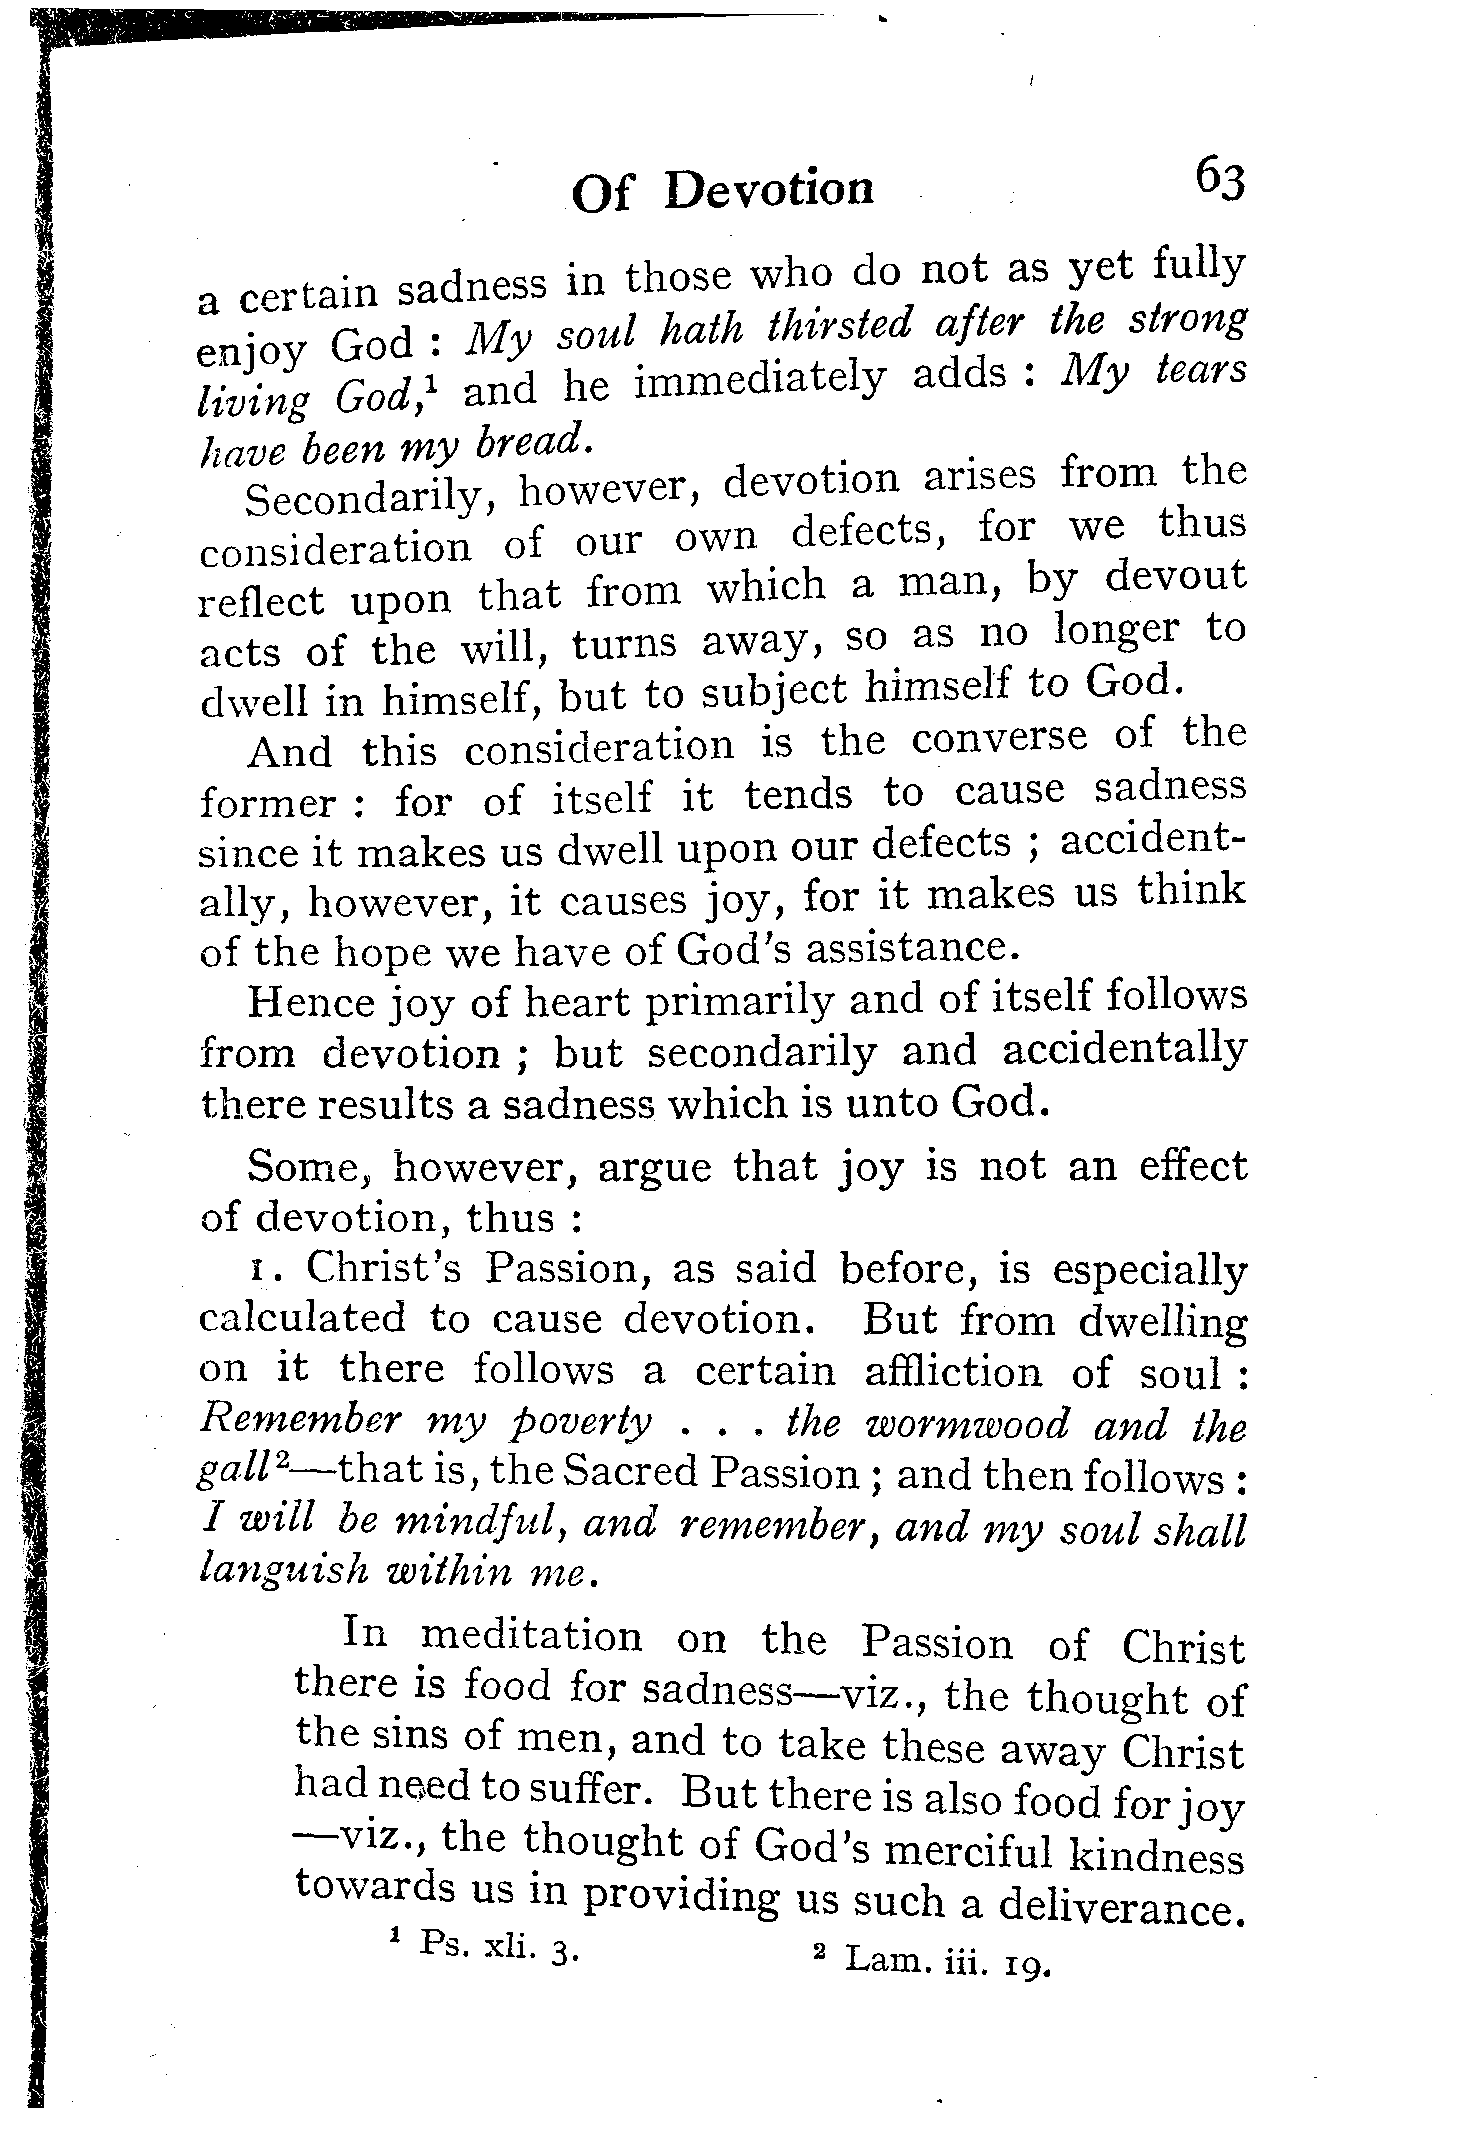 Of Devotion 63
a certain sadness in those who do not as yet fully
enjoy God : My soul hath thirsted after the strong
living God,¹ and he immediately adds : My tears
have been my bread.
Secondarily, however, devotion arises from the
consideration of our own defects, for we thus
reflect upon that from which a man, by devout
acts of the will, turns away, so as no longer to
dwell in himself, but to subject himself to God.
And this consideration is the converse of the
former : for of itself it tends to cause sadness
since it makes us dwell upon our defects ; accident-
ally, however, it causes joy, for it makes us think
of the hope we have of God's assistance.
Hence joy of heart primarily and of itself follows
from devotion ; but secondarily and accidentally
there results a sadness which is unto God.
Some, however, argue that joy is not an effect
of devotion, thus :
1. Christ's Passion, as said before, is especially
calculated to cause devotion. But from dwelling
on it there follows a certain affliction of soul :
Remember my poverty . . . the wormwood and the
gall²—that is, the Sacred Passion ; and then follows :
I will be mindful, and remember, and my soul shall
languish within me.
In meditation on the Passion of Christ
there is food for sadness—viz., the thought of
the sins of men, and to take these away Christ
had need to suffer. But there is also food for joy
—viz., the thought of God's merciful kindness
towards us in providing us such a deliverance.
¹ Ps. xli. 3. ² Lam. iii. 19.